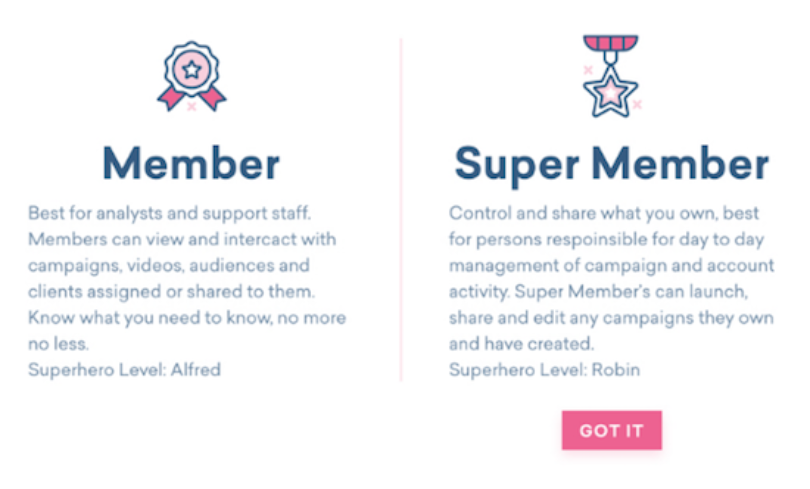 Member
Best for analysts and support staff.
Members can view and intercact with
campaigns, videos, audiences and
clients assigned or shared to them.
Know what you need to know, no more
no less.
Superhero Level: Alfred
Super Member
Control and share what you own, best
for persons respoinsible for day to day
management of campaign and account
activity. Super Member's can launch,
share and edit any campaigns they own
and have created.
Superhero Level: Robin
GOT IT